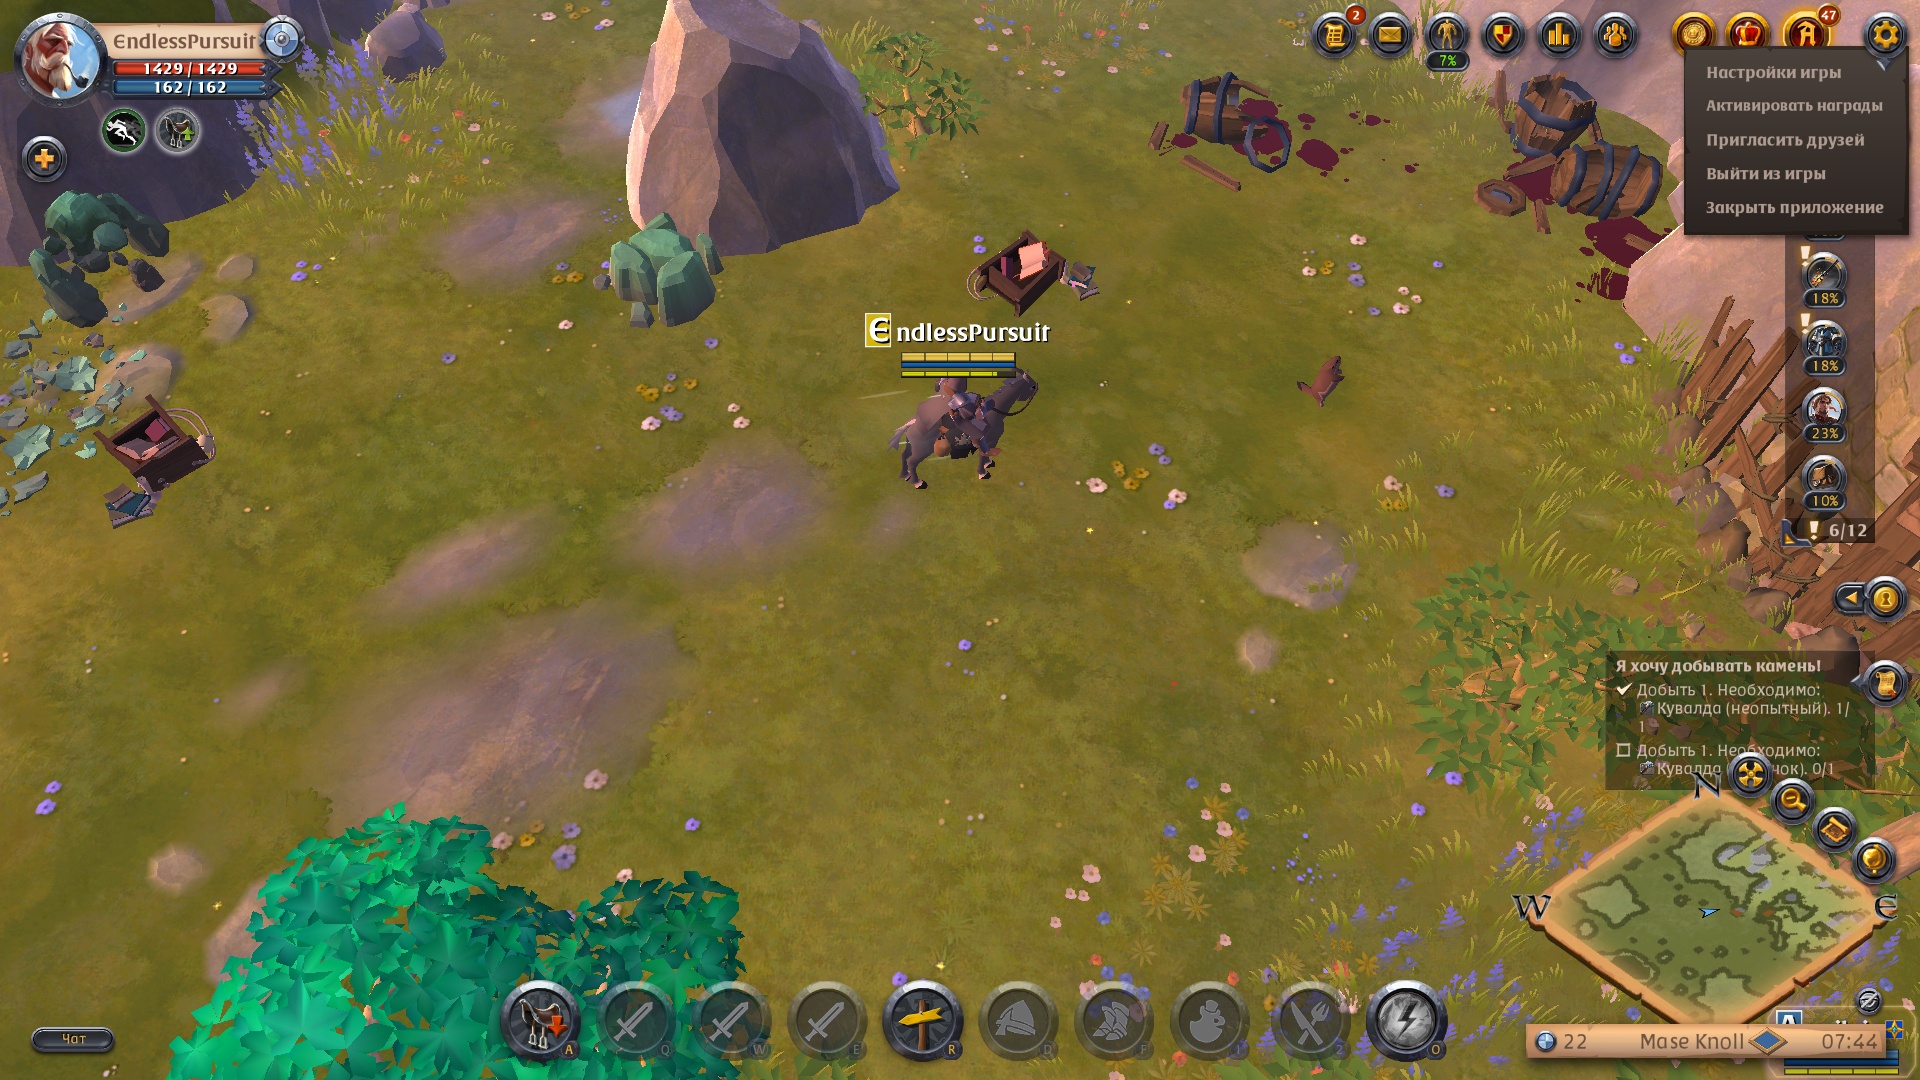 EndlessPursuit
1429 / 1429
162 / 162
2
7%
47
Настройки игры
Активировать награды
Пригласить друзей
Выйти из игры
Закрыть приложение
18%
18%
23%
10%
6/12
EndlessPursuit
Я хочу добывать камень!
Добыть 1. Необходимо:
Кувалда (неопытный). 1/
1
Добыть 1. Необходимо:
Кувалда 0/1
N
W
E
Чат
A
Q
W
E
R
D
F
I
2
O
A
22
Mase Knoll
07:44